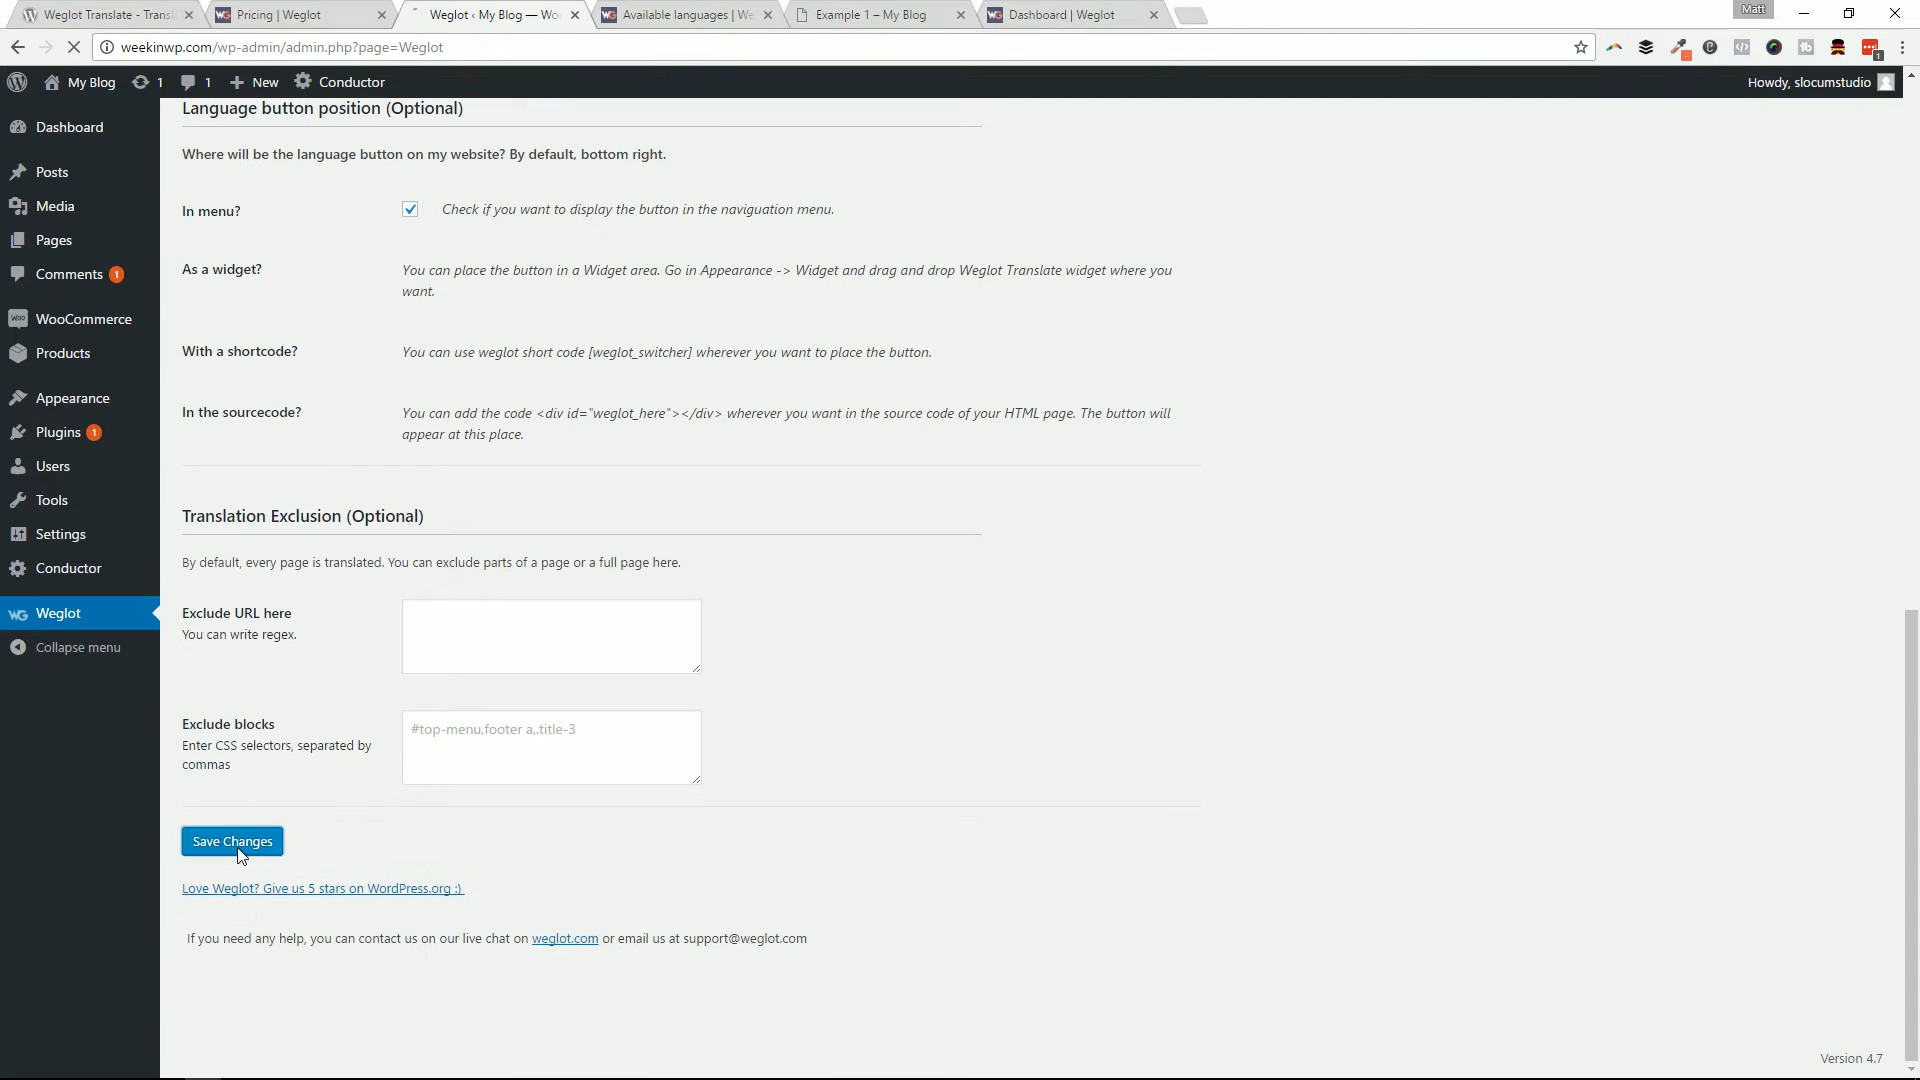 Weglot Translate - Transl
Pricing | Weglot
Weglot ‹ My Blog — Wo
Available languages | We
Example 1 – My Blog
Dashboard | Weglot
Matt
weekinwp.com/wp-admin/admin.php?page=Weglot
1
My Blog
1
1
New
Conductor
Howdy, slocumstudio
Dashboard
Posts
Media
Pages
Comments 1
WooCommerce
Products
Appearance
Plugins 1
Users
Tools
Settings
Conductor
Weglot
Collapse menu
Language button position (Optional)
Where will be the language button on my website? By default, bottom right.
In menu?
Check if you want to display the button in the naviguation menu.
As a widget?
You can place the button in a Widget area. Go in Appearance -> Widget and drag and drop Weglot Translate widget where you
want.
With a shortcode?
You can use weglot short code [weglot_switcher] wherever you want to place the button.
In the sourcecode?
You can add the code <div id="weglot_here"></div> wherever you want in the source code of your HTML page. The button will
appear at this place.
Translation Exclusion (Optional)
By default, every page is translated. You can exclude parts of a page or a full page here.
Exclude URL here
You can write regex.
Exclude blocks
Enter CSS selectors, separated by
commas
#top-menu,footer a,.title-3
Save Changes
Love Weglot? Give us 5 stars on WordPress.org :)
If you need any help, you can contact us on our live chat on weglot.com or email us at support@weglot.com
Version 4.7